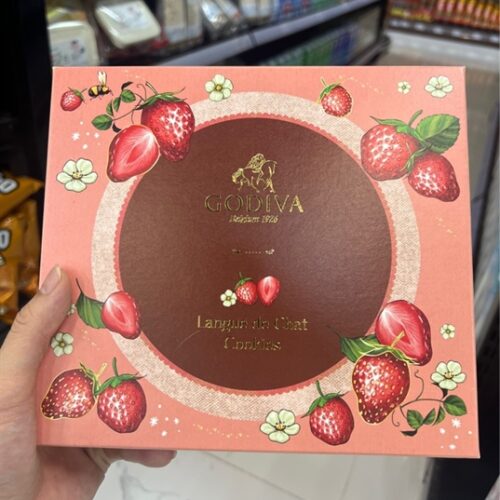 GODIVA
Belgium 1926
Langue de Chat
Cookies